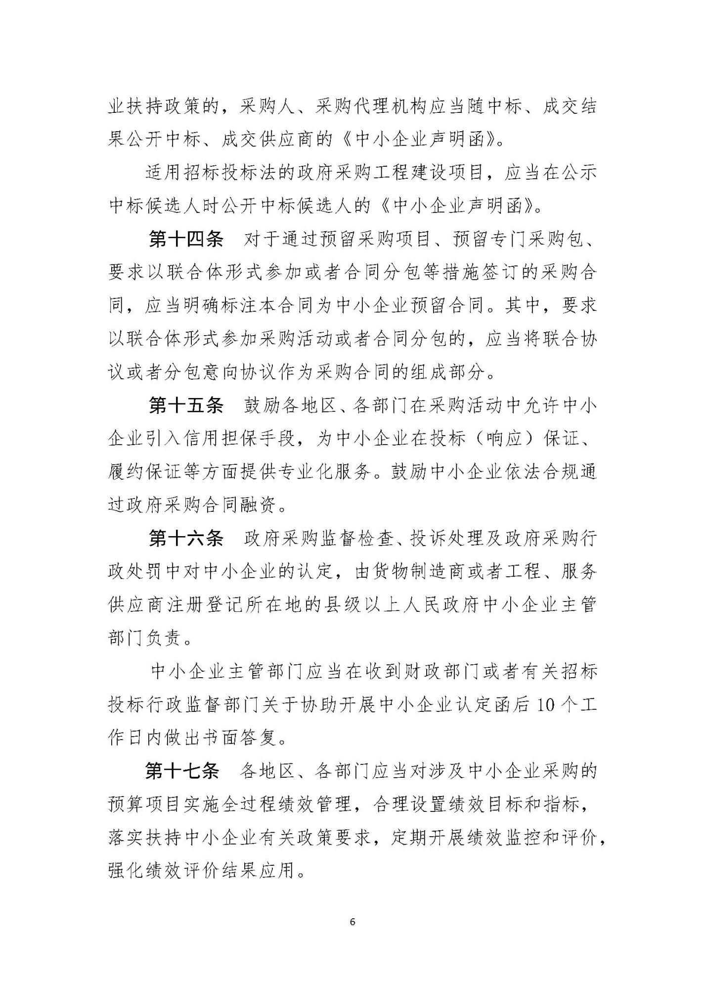 业扶持政策的，采购人、采购代理机构应当随中标、成交结
果公开中标、成交供应商的《中小企业声明函》。
适用招标投标法的政府采购工程建设项目，应当在公示
中标候选人时公开中标候选人的《中小企业声明函》。
第十四条　对于通过预留采购项目、预留专门采购包、
要求以联合体形式参加或者合同分包等措施签订的采购合
同，应当明确标注本合同为中小企业预留合同。其中，要求
以联合体形式参加采购活动或者合同分包的，应当将联合协
议或者分包意向协议作为采购合同的组成部分。
第十五条　鼓励各地区、各部门在采购活动中允许中小
企业引入信用担保手段，为中小企业在投标（响应）保证、
履约保证等方面提供专业化服务。鼓励中小企业依法合规通
过政府采购合同融资。
第十六条　政府采购监督检查、投诉处理及政府采购行
政处罚中对中小企业的认定，由货物制造商或者工程、服务
供应商注册登记所在地的县级以上人民政府中小企业主管
部门负责。
中小企业主管部门应当在收到财政部门或者有关招标
投标行政监督部门关于协助开展中小企业认定函后 10 个工
作日内做出书面答复。
第十七条　各地区、各部门应当对涉及中小企业采购的
预算项目实施全过程绩效管理，合理设置绩效目标和指标，
落实扶持中小企业有关政策要求，定期开展绩效监控和评价，
强化绩效评价结果应用。
6